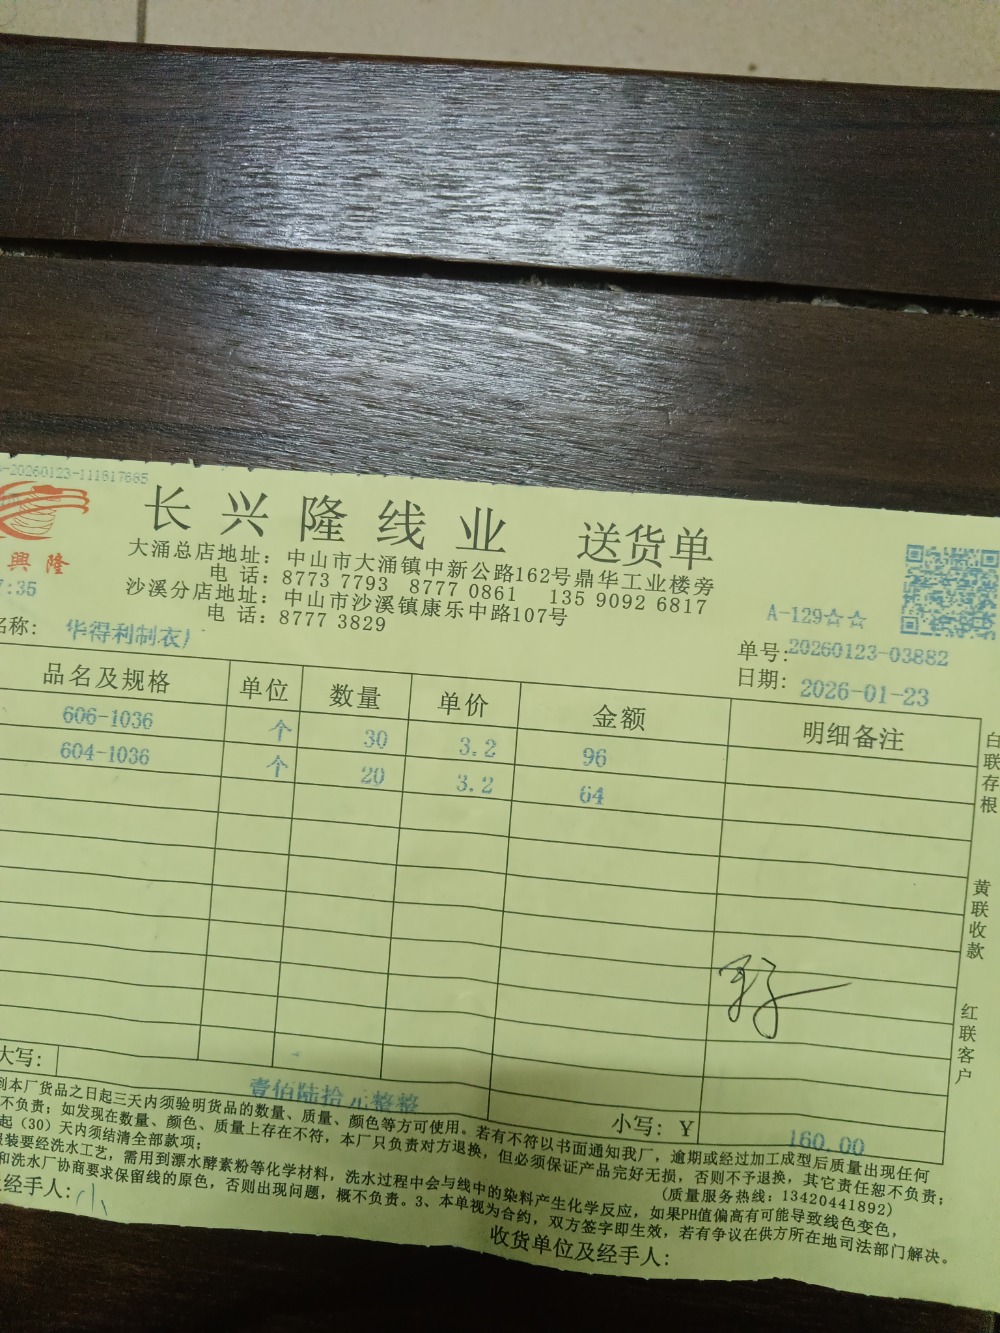 -20260123-111817665
長興隆线业 送货单
興隆
大涌总店地址：中山市大涌镇中新公路162号鼎华工业楼旁
电 话：8773 7793 8777 0861 135 9092 6817
沙溪分店地址：中山市沙溪镇康乐中路107号
电 话：8777 3829
7:35
A-129☆☆
名称：华得利制衣厂
单号：20260123-03882
日期：2026-01-23
品名及规格 单位 数量 单价 金额 明细备注
606-1036 个 30 3.2 96
604-1036 个 20 3.2 64
白联存根
黄联收款
红联客户
大写：壹佰陆拾元整整
小写：Y 160.00
到本厂货品之日起三天内须验明货品的数量、质量、颜色等方可使用。若有不符以书面通知我厂，逾期或经过加工成型后质量出现任何
不负责；如发现在数量、颜色、质量上存在不符，本厂只负责对方退换，但必须保证产品完好无损，否则不予退换，其它责任恕不负责；
起（30）天内须结清全部款项；
（质量服务热线：13420441892）
服装要经洗水工艺，需用到漂水酵素粉等化学材料，洗水过程中会与线中的染料产生化学反应，如果PH值偏高有可能导致线色变色，
和洗水厂协商要求保留线的原色，否则出现问题，概不负责。3、本单视为合约，双方签字即生效，若有争议在供方所在地司法部门解决。
经手人：小
收货单位及经手人：